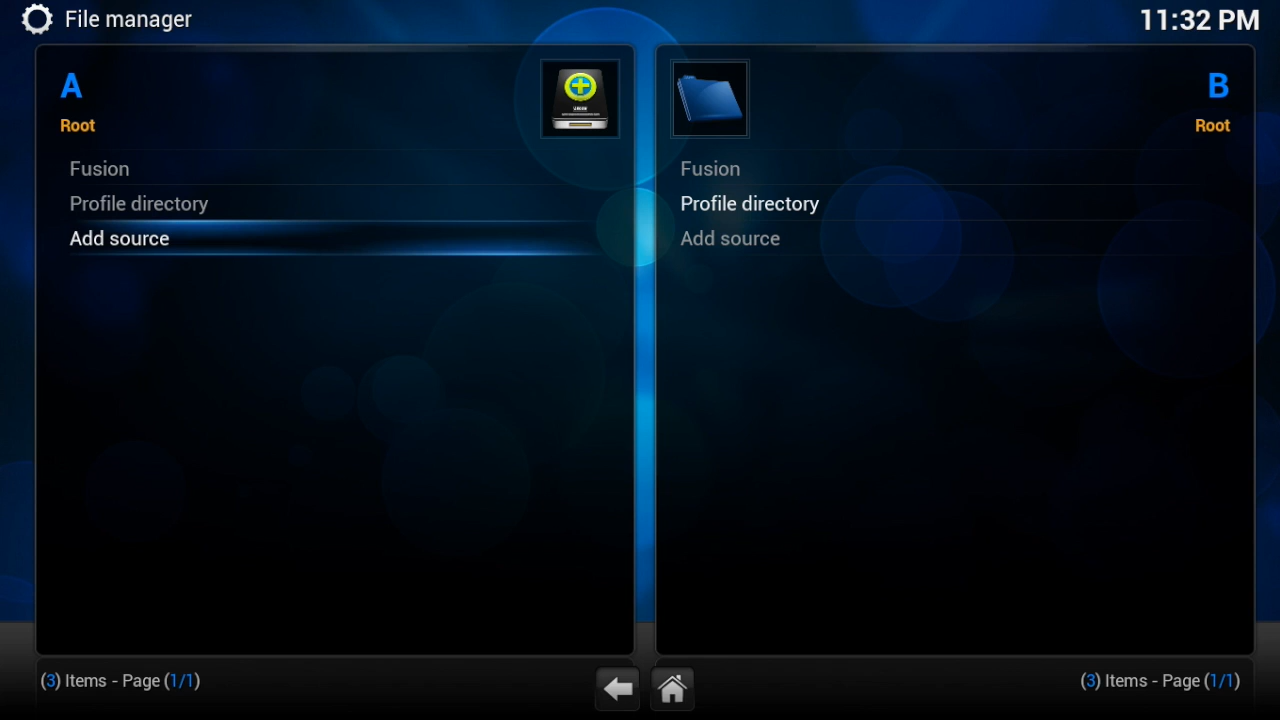 File manager
11:32 PM
A
Root
Fusion
Profile directory
Add source
B
Root
Fusion
Profile directory
Add source
(3) Items - Page (1/1)
(3) Items - Page (1/1)